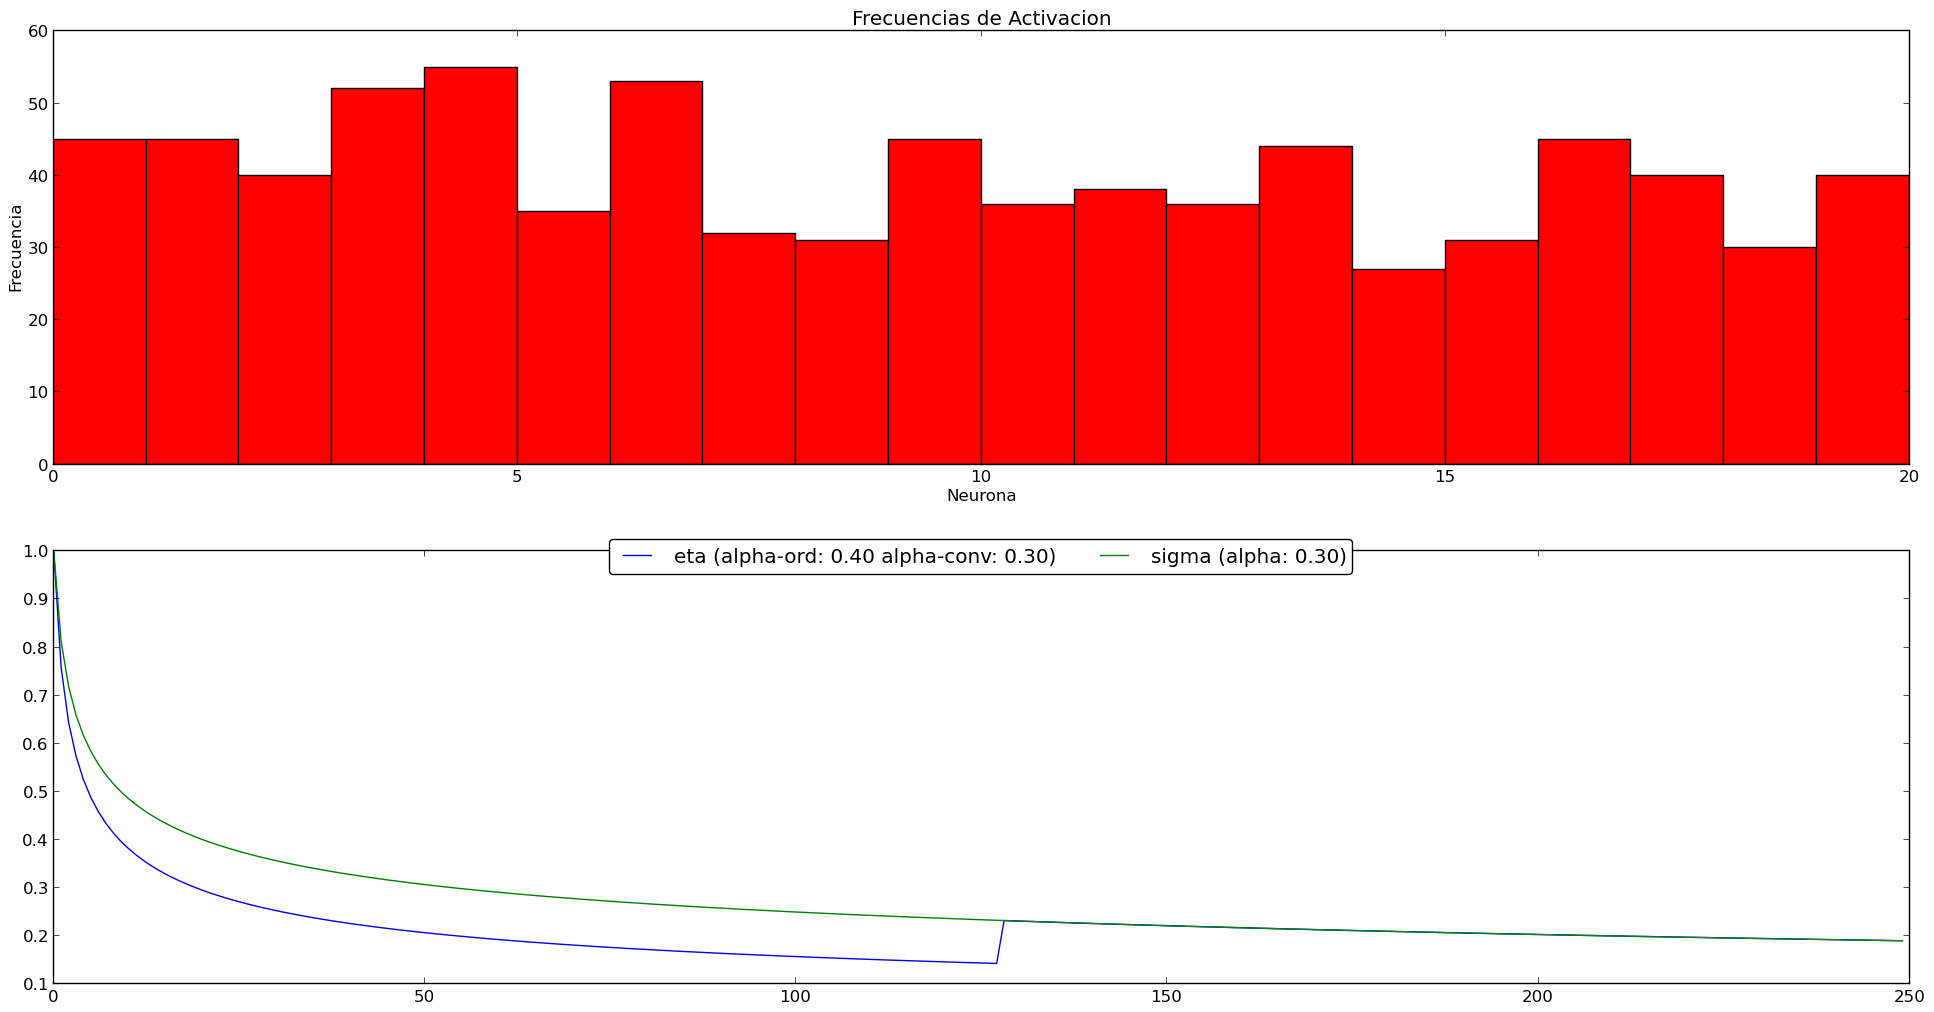 Frecuencias de Activacion
60
50
40
30
20
10
0
Frecuencia
0 5 10 15 20
Neurona
eta (alpha-ord: 0.40 alpha-conv: 0.30) sigma (alpha: 0.30)
1.0
0.9
0.8
0.7
0.6
0.5
0.4
0.3
0.2
0.1
0 50 100 150 200 250